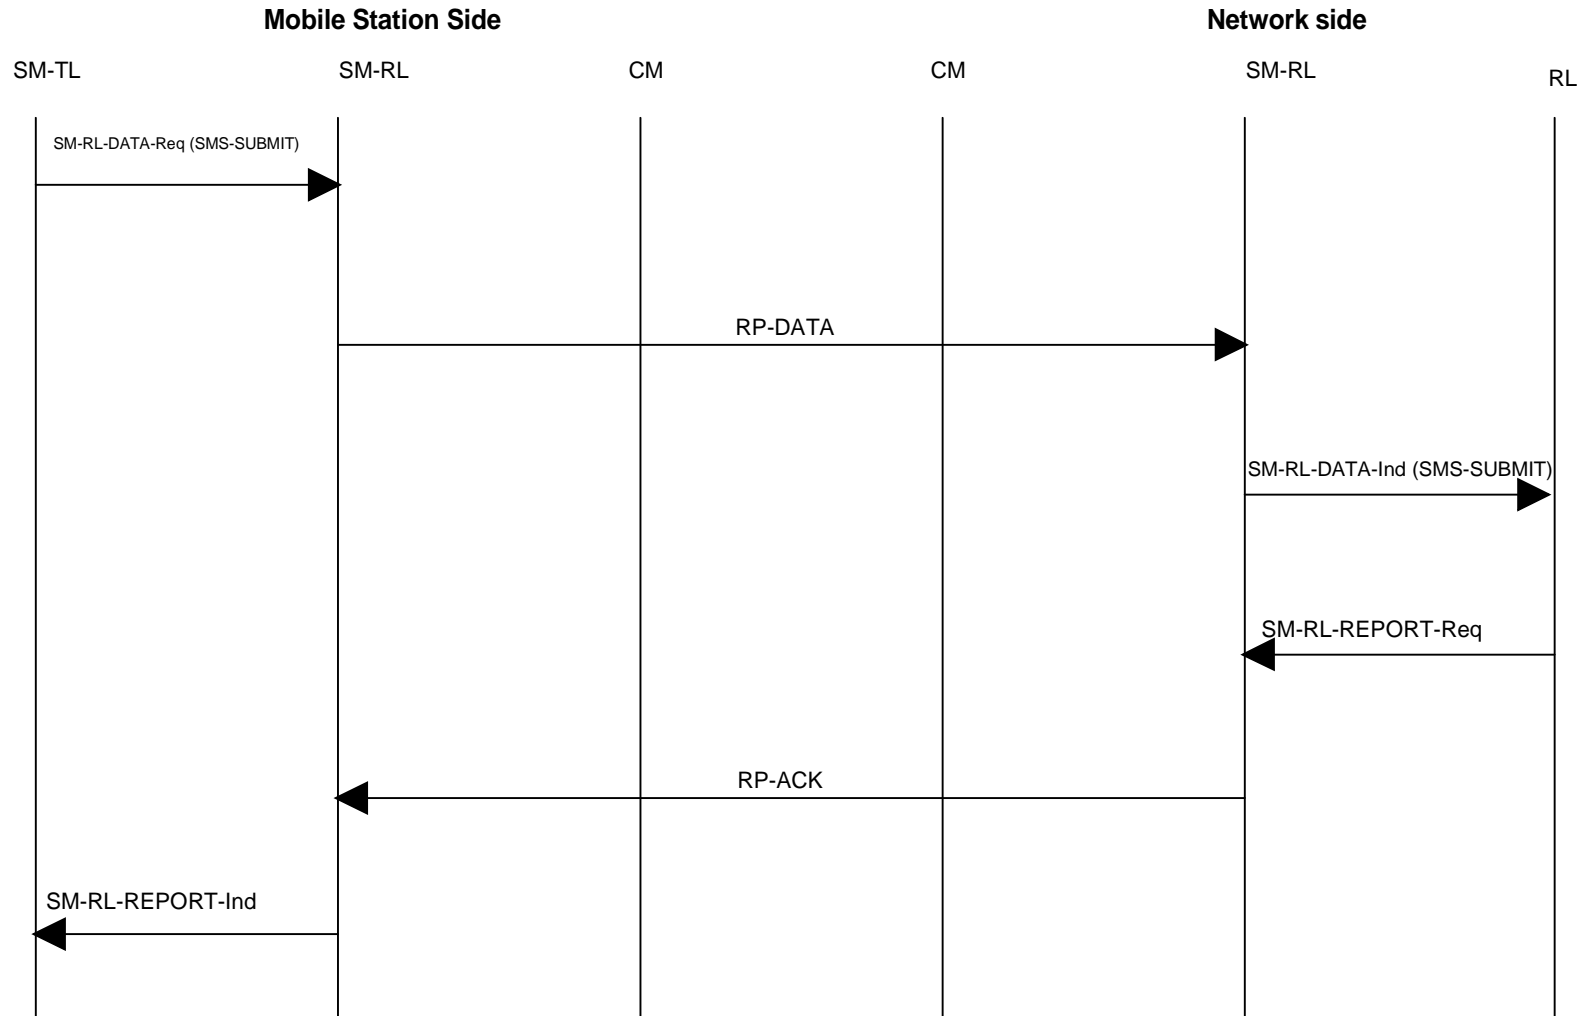 Mobile Station Side
Network side
SM-TL
SM-RL
CM
CM
SM-RL
RL
SM-RL-DATA-Req (SMS-SUBMIT)
RP-DATA
SM-RL-DATA-Ind (SMS-SUBMIT)
SM-RL-REPORT-Req
RP-ACK
SM-RL-REPORT-Ind